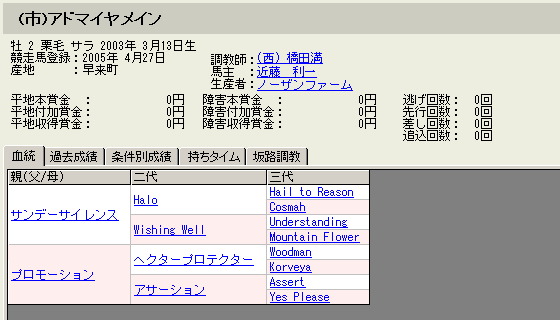 (市)アドマイヤメイン
牡 2 栗毛 サラ 2003年 3月13日生
競走馬登録：2005年 4月27日 調教師：(西) 橋田満
産地 ：早来町 馬主 ：近藤 利一
生産者：ノーザンファーム
平地本賞金 ： 0円 障害本賞金 ： 0円 逃げ回数： 0回
平地付加賞金： 0円 障害付加賞金： 0円 先行回数： 0回
平地収得賞金： 0円 障害収得賞金： 0円 差し回数： 0回
追込回数： 0回
血統 過去成績 条件別成績 持ちタイム 坂路調教
親(父/母) 二代 三代
サンデーサイレンス Halo Hail to Reason
Cosmah
Wishing Well Understanding
Mountain Flower
プロモーション ヘクタープロテクター Woodman
Korveya
アサーション Assert
Yes Please